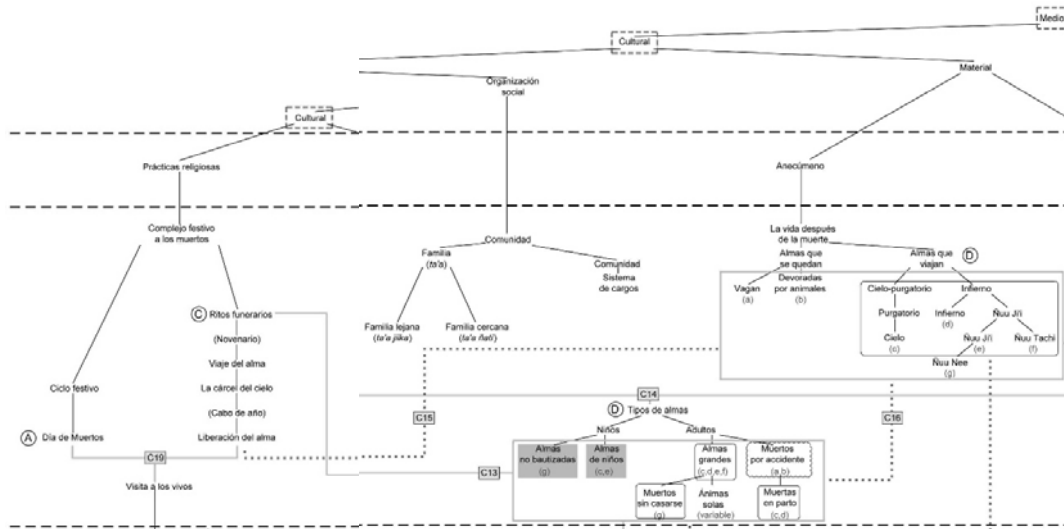 Medio
Cultural
Material
Organización
social
Cultural
Prácticas religiosas
Anecúmeno
Complejo festivo
a los muertos
La vida después
de la muerte
Comunidad
Familia
(ta'a)
Comunidad
Sistema
de cargos
Almas que
se quedan
Almas que
viajan
D
Vagan
(a)
Devoradas
por animales
(b)
Cielo-purgatorio
Infierno
C
Ritos funerarios
Purgatorio
Infierno
(d)
Ñuu Ji'i
Familia lejana
(ta'a jiika)
Familia cercana
(ta'a ñati)
(Novenario)
Cielo
(c)
Ñuu Ji'i
(e)
Ñuu Tachi
(f)
Viaje del alma
Ñuu Nee
(g)
Ciclo festivo
La cárcel del cielo
C14
(Cabo de año)
C15
D
Tipos de almas
C16
A
Día de Muertos
Liberación del alma
Niños
Adultos
C19
C13
Almas
no bautizadas
(g)
Almas
de niños
(c,e)
Almas
grandes
(c,d,e,f)
Muertos
por accidente
(a,b)
Visita a los vivos
Muertos
sin casarse
(g)
Ánimas
solas
(variable)
Muertas
en parto
(c,d)